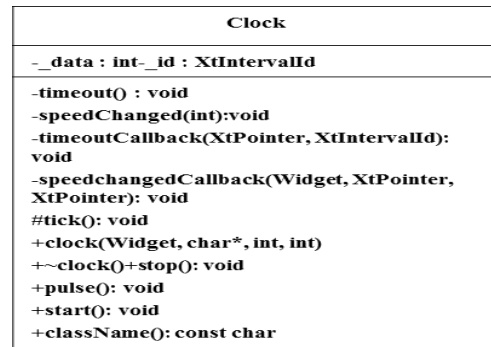 Clock
-_data : int-_id : XtIntervalId
-timeout() : void
-speedChanged(int):void
-timeoutCallback(XtPointer, XtIntervalId):
void
-speedchangedCallback(Widget, XtPointer,
XtPointer): void
#tick(): void
+clock(Widget, char*, int, int)
+~clock()+stop(): void
+pulse(): void
+start(): void
+className(): const char